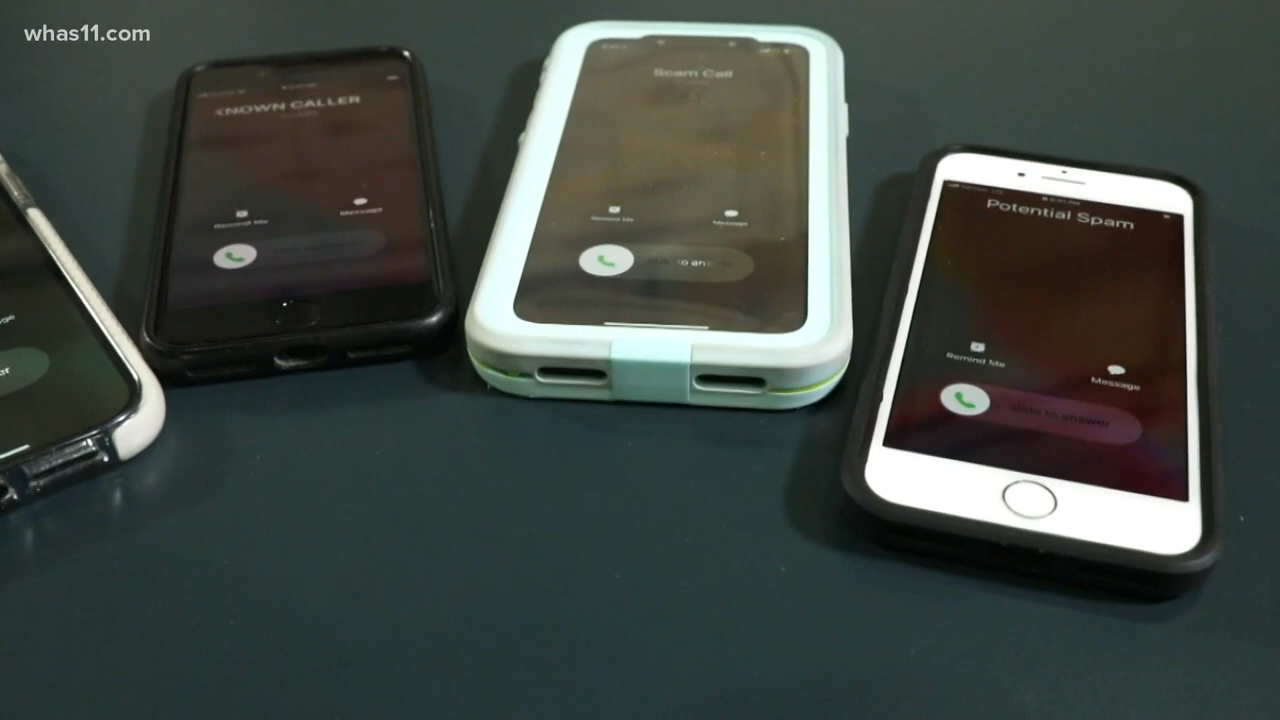 whas11.com
KNOWN CALLER
Remind Me
Message
Scam Call
Remind Me
Message
slide to answer
Potential Spam
Remind Me
Message
slide to answer